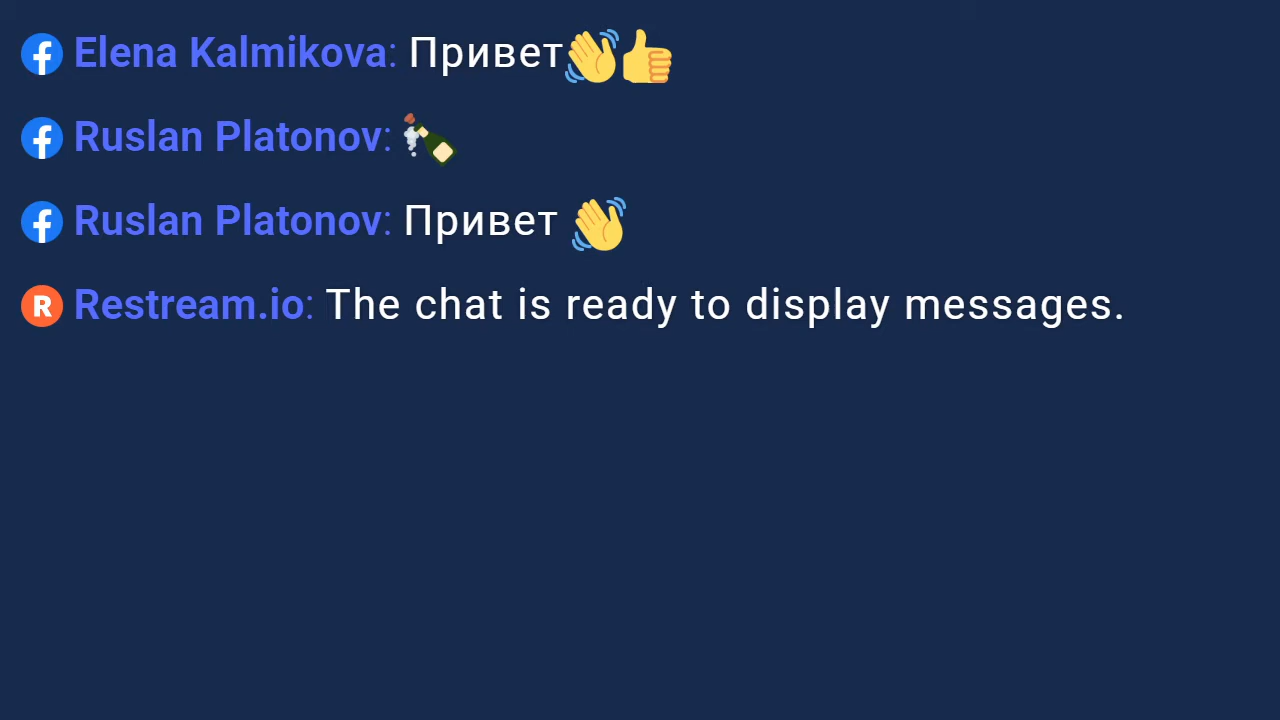 Elena Kalmikova: Привет👋👍
Ruslan Platonov: 🍾
Ruslan Platonov: Привет 👋
Restream.io: The chat is ready to display messages.